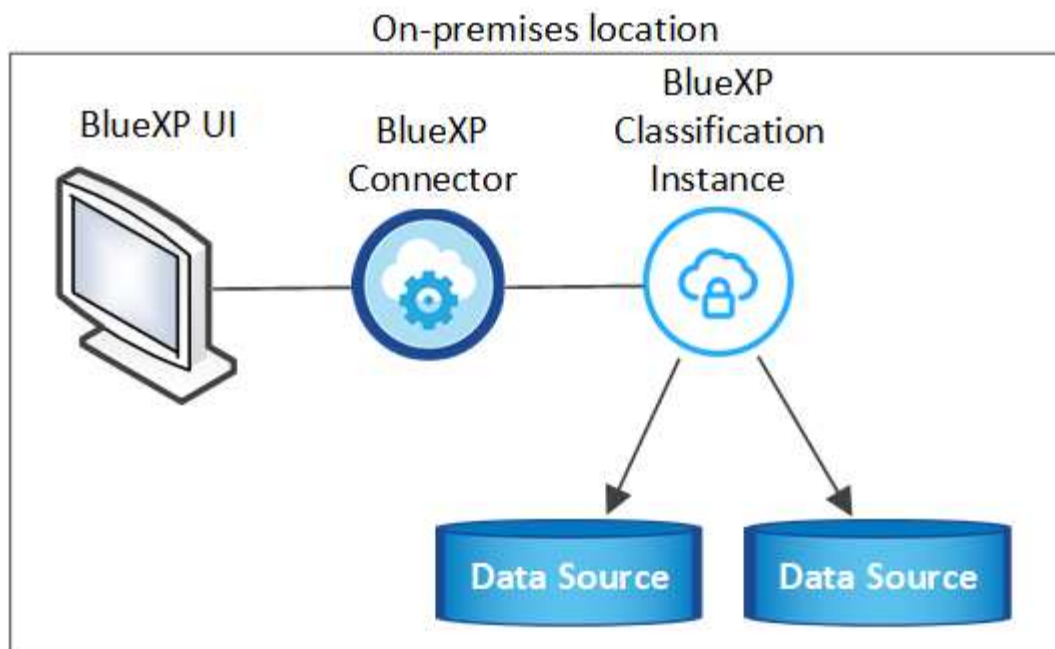 On-premises location
BlueXP UI
BlueXP
Connector
BlueXP
Classification
Instance
Data Source
Data Source